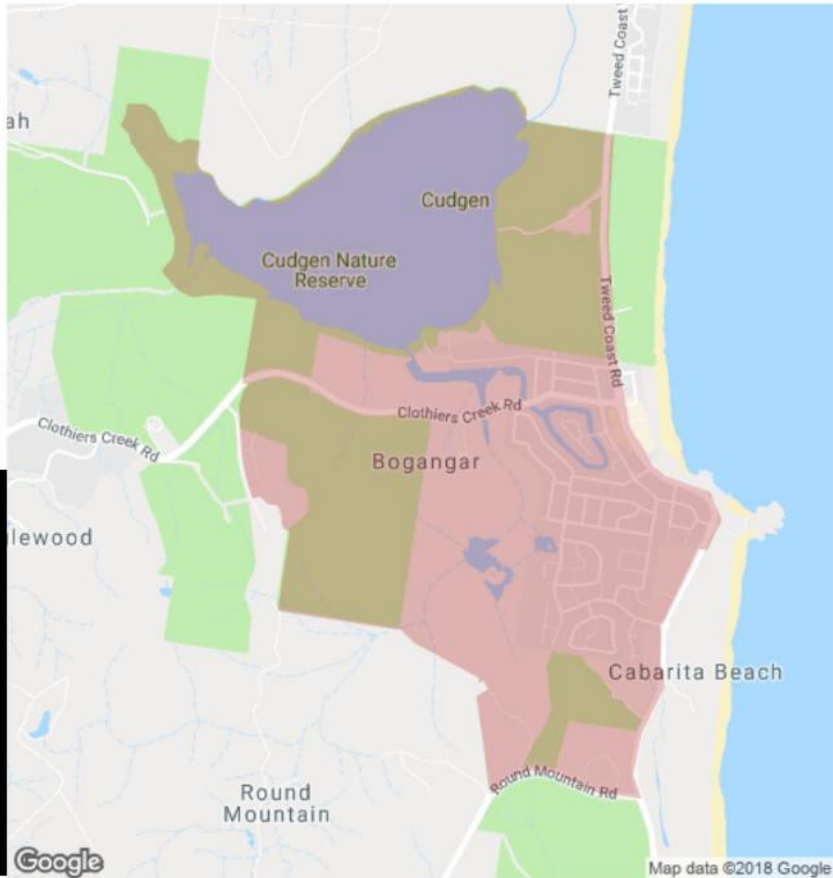 Tweed Coast
ah
Cudgen
Cudgen Nature
Reserve
Tweed Coast Rd
Clothiers Creek Rd
Clothiers Creek Rd
Bogangar
lewood
Cabarita Beach
Round Mountain Rd
Round
Mountain
Google
Map data ©2018 Google